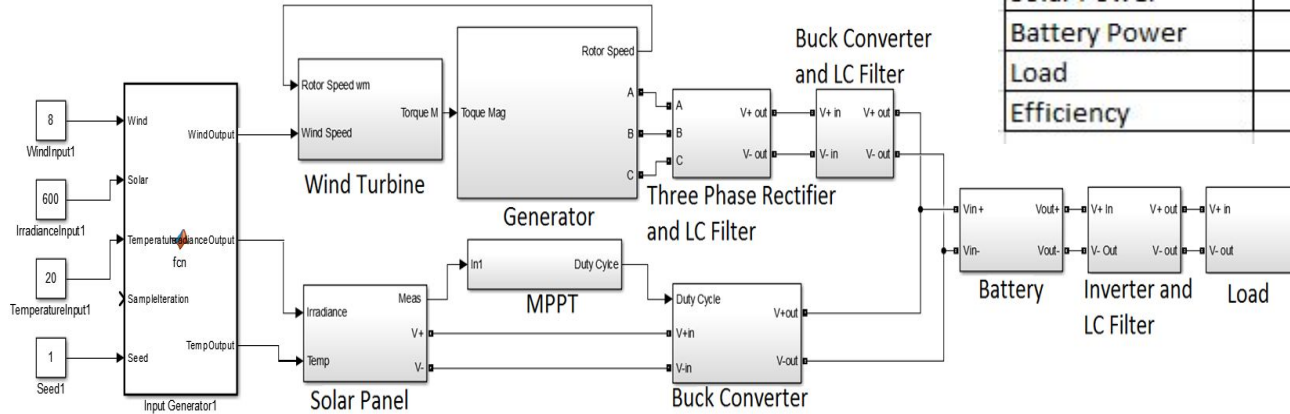 8
WindInput1
600
IrradianceInput1
20
TemperatureInput1
1
Seed1
Wind
Solar
Temperature
SampleIteration
Seed
WindOutput
IrradianceOutput
TempOutput
fcn
Input Generator1
Rotor Speed wm
Wind Speed
Torque M
Wind Turbine
Toque Mag
Rotor Speed
A
B
C
Generator
A
B
C
V+ out
V- out
Three Phase Rectifier
and LC Filter
Buck Converter
and LC Filter
V+ in
V- in
V+ out
V- out
Irradiance
Temp
Meas
V+
V-
Solar Panel
In1
Duty Cylce
MPPT
Duty Cycle
V+in
V-in
V+out
V-out
Buck Converter
Vin+
Vin-
Vout+
Vout-
Battery
V+ In
V- Out
V+ out
V- out
Inverter and
LC Filter
V+ in
V- out
Load
Battery Power
Load
Efficiency